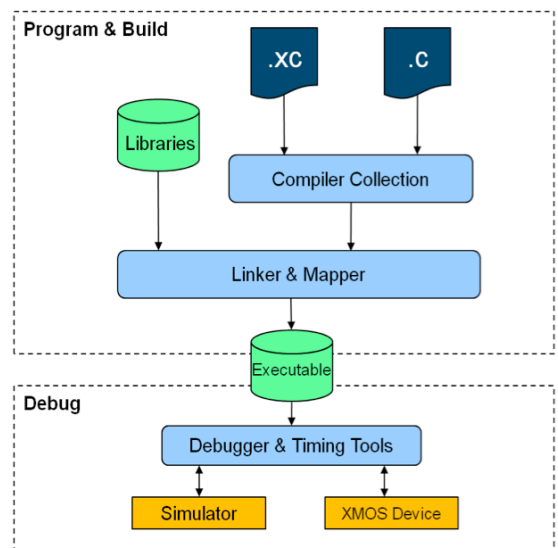 Program & Build
.XC
.C
Libraries
Compiler Collection
Linker & Mapper
Executable
Debug
Debugger & Timing Tools
Simulator
XMOS Device